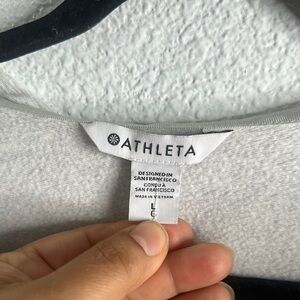 ATHLETA
DESIGNED IN
SAN FRANCISCO
CONÇU À
SAN FRANCISCO
MADE IN VIETNAM
L
G